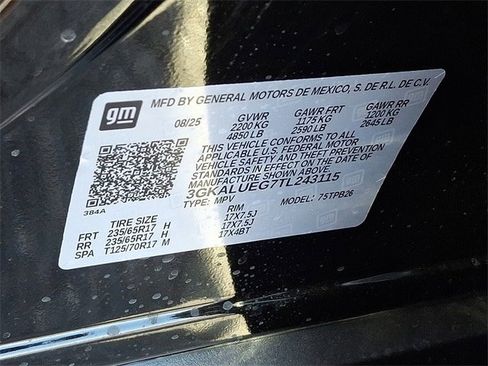 gm
MFD BY GENERAL MOTORS DE MEXICO, S. DE R.L. DE C.V.
08/25 GVWR GAWR FRT GAWR RR
2200 KG 1175 KG 1200 KG
4850 LB 2590 LB 2645 LB
THIS VEHICLE CONFORMS TO ALL
APPLICABLE U.S. FEDERAL MOTOR
VEHICLE SAFETY AND THEFT PREVENTION
STANDARDS IN EFFECT ON THE DATE OF
MANUFACTURE SHOWN ABOVE.
3GKALUEG7TL243115
TYPE: MPV MODEL: 75TPB26
384A
TIRE SIZE RIM
FRT 235/65R17 H 17X7.5J
RR 235/65R17 H 17X7.5J
SPA T125/70R17 M 17X4BT